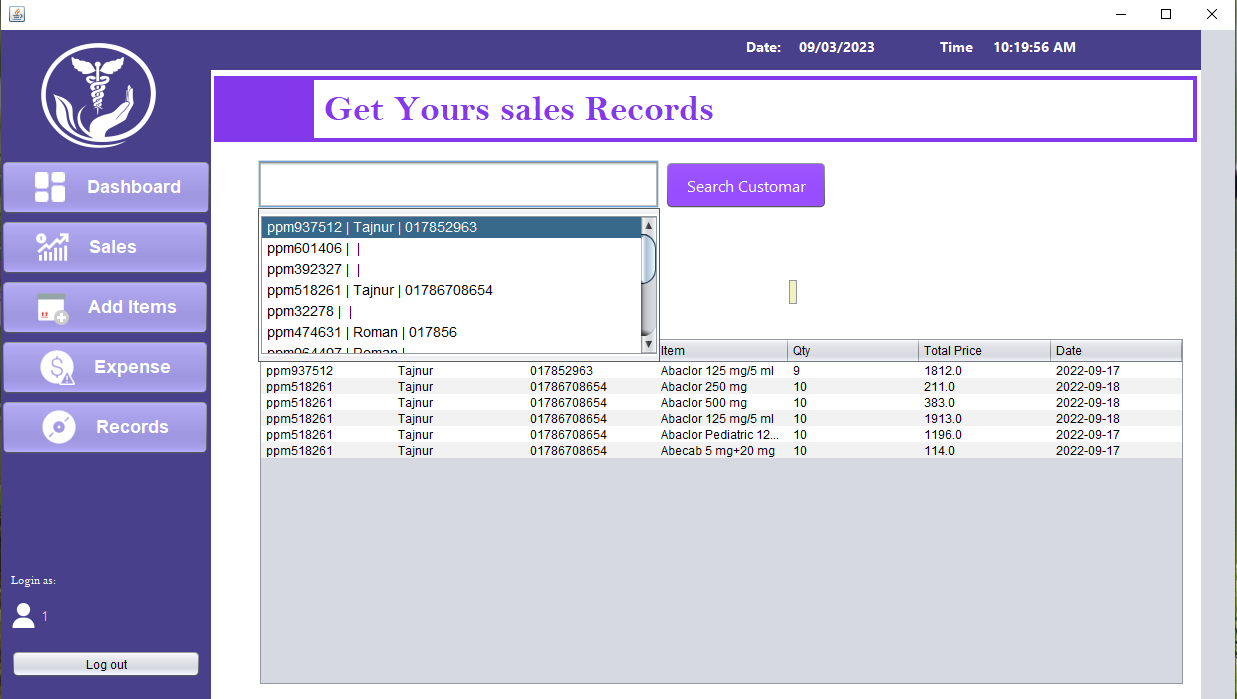 Date: 09/03/2023 Time 10:19:56 AM
Get Yours sales Records
Dashboard
Sales
Add Items
Expense
Records
Login as:
1
Log out
Search Customar
ppm937512 | Tajnur | 017852963
ppm601406 | |
ppm392327 | |
ppm518261 | Tajnur | 01786708654
ppm32278 | |
ppm474631 | Roman | 017856
ppm964497 | Roman |
Item Qty Total Price Date
ppm937512 Tajnur 017852963 Abaclor 125 mg/5 ml 9 1812.0 2022-09-17
ppm518261 Tajnur 01786708654 Abaclor 250 mg 10 211.0 2022-09-18
ppm518261 Tajnur 01786708654 Abaclor 500 mg 10 383.0 2022-09-18
ppm518261 Tajnur 01786708654 Abaclor 125 mg/5 ml 10 1913.0 2022-09-18
ppm518261 Tajnur 01786708654 Abaclor Pediatric 12... 10 1196.0 2022-09-17
ppm518261 Tajnur 01786708654 Abecab 5 mg+20 mg 10 114.0 2022-09-17